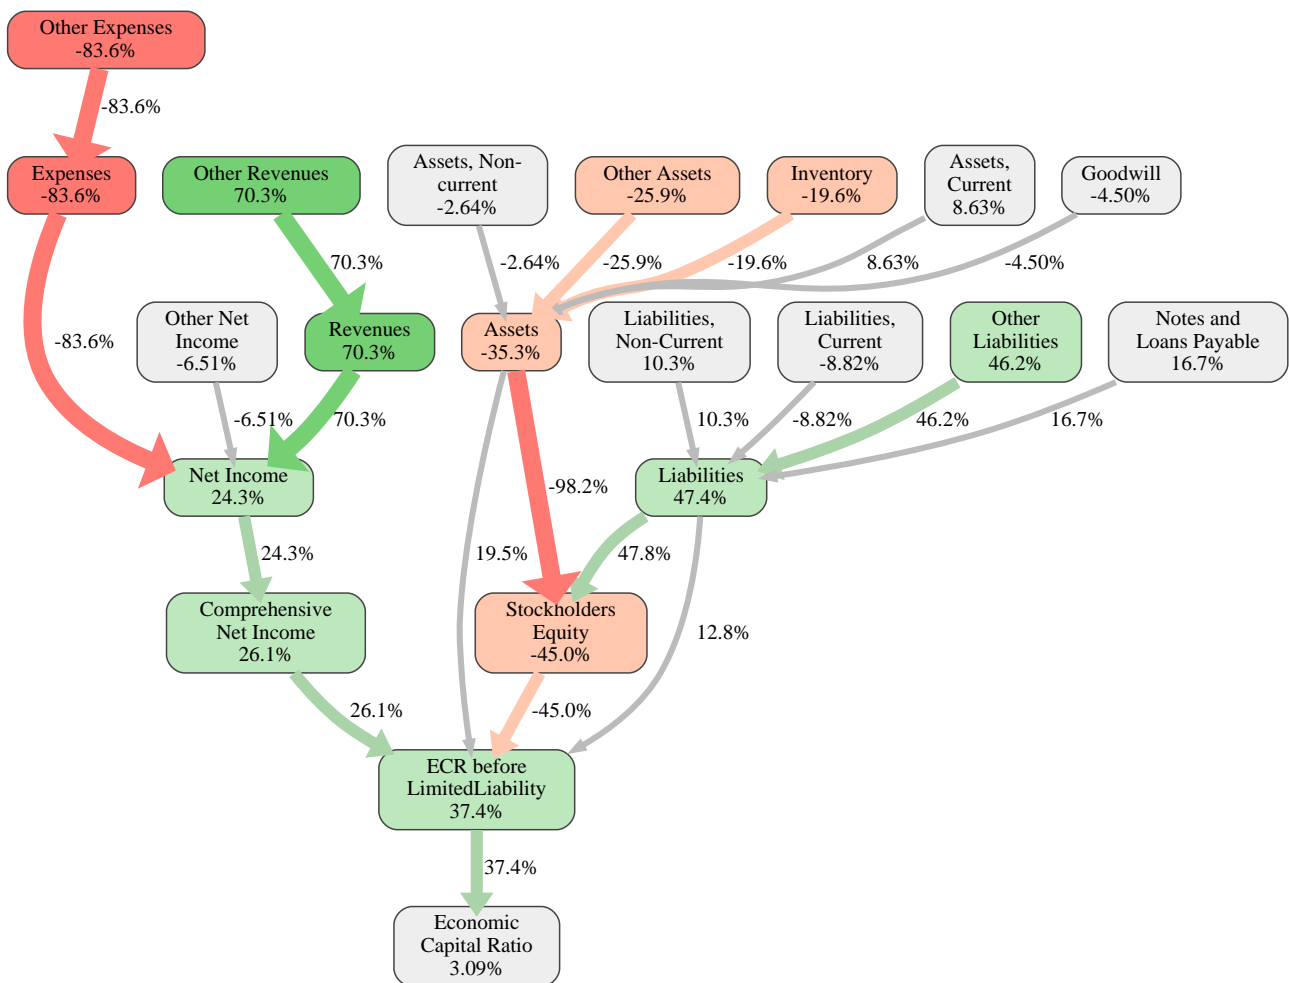 Other Expenses
-83.6%
-83.6%
Expenses
-83.6%
Other Revenues
70.3%
Assets, Non-
current
-2.64%
Other Assets
-25.9%
Inventory
-19.6%
Assets,
Current
8.63%
Goodwill
-4.50%
70.3%
-2.64%
-25.9%
-19.6%
8.63%
-4.50%
-83.6%
Other Net
Income
-6.51%
Revenues
70.3%
Assets
-35.3%
Liabilities,
Non-Current
10.3%
Liabilities,
Current
-8.82%
Other
Liabilities
46.2%
Notes and
Loans Payable
16.7%
-6.51%
70.3%
10.3%
-8.82%
46.2%
16.7%
Net Income
24.3%
-98.2%
Liabilities
47.4%
24.3%
19.5%
47.8%
Comprehensive
Net Income
26.1%
Stockholders
Equity
-45.0%
12.8%
26.1%
-45.0%
ECR before
LimitedLiability
37.4%
37.4%
Economic
Capital Ratio
3.09%